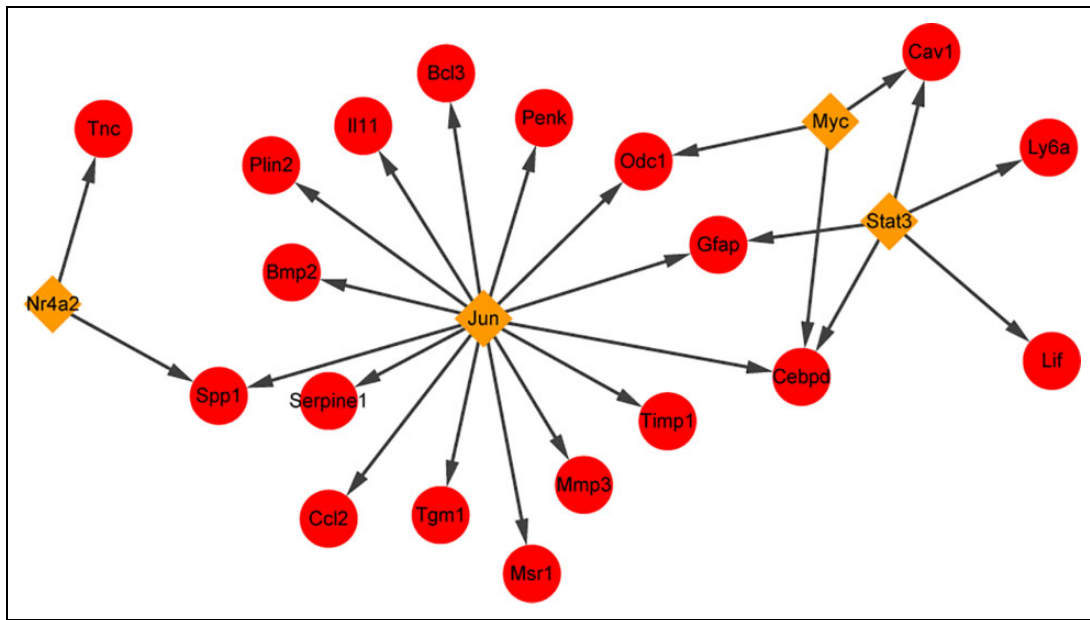 Cav1
Bcl3
Penk
Il11
Myc
Tnc
Ly6a
Plin2
Odc1
Stat3
Gfap
Bmp2
Nr4a2
Jun
Lif
Cebpd
Spp1
Serpine1
Timp1
Mmp3
Tgm1
Ccl2
Msr1